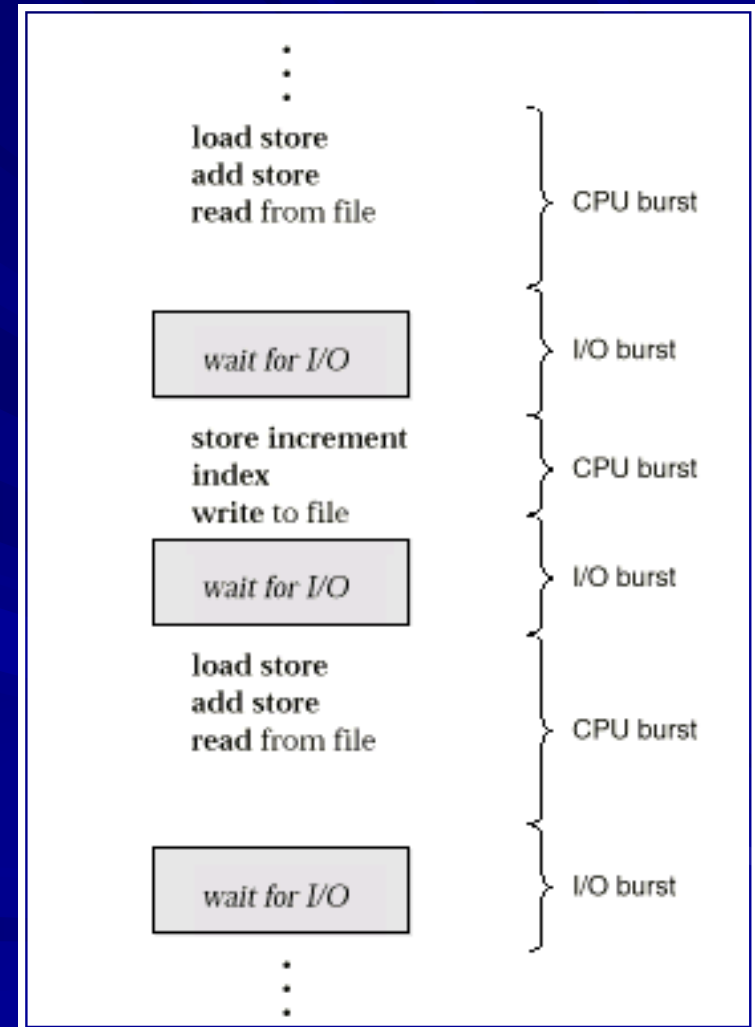 load store
add store
read from file
CPU burst
wait for I/O
I/O burst
store increment
index
write to file
CPU burst
wait for I/O
I/O burst
load store
add store
read from file
CPU burst
wait for I/O
I/O burst